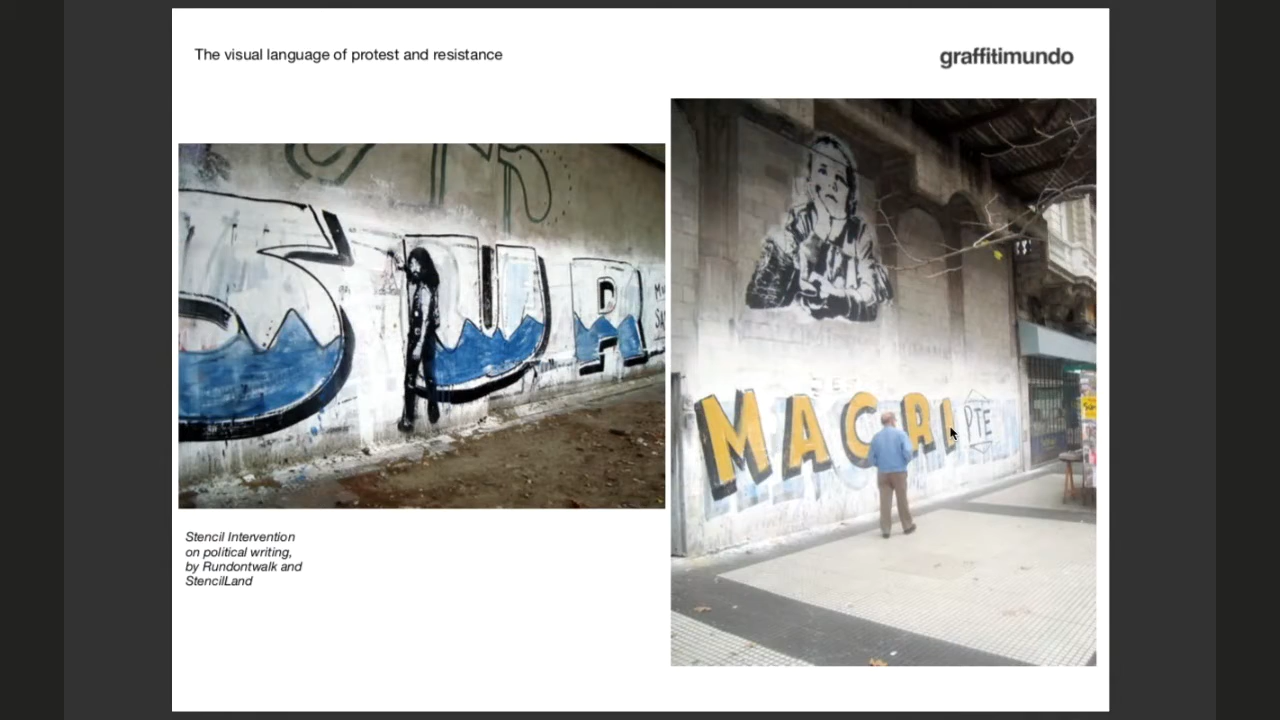 The visual language of protest and resistance
graffitimundo
SUR
MACRI
PTE
Stencil Intervention
on political writing,
by Rundontwalk and
StencilLand